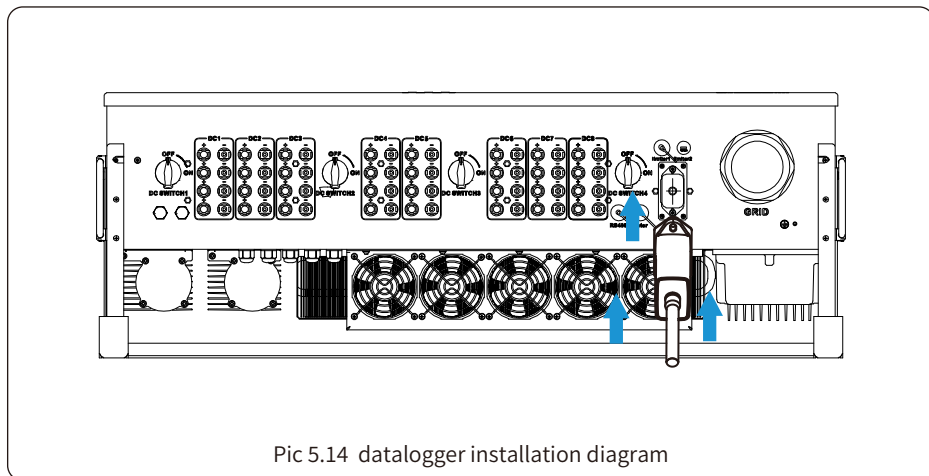 DC1 DC2 DC3 DC4 DC5 DC6 DC7 DC8
OFF OFF OFF OFF
ON ON ON ON
DC SWITCH1 DC SWITCH2 DC SWITCH3 DC SWITCH4
GRID
Pic 5.14 datalogger installation diagram